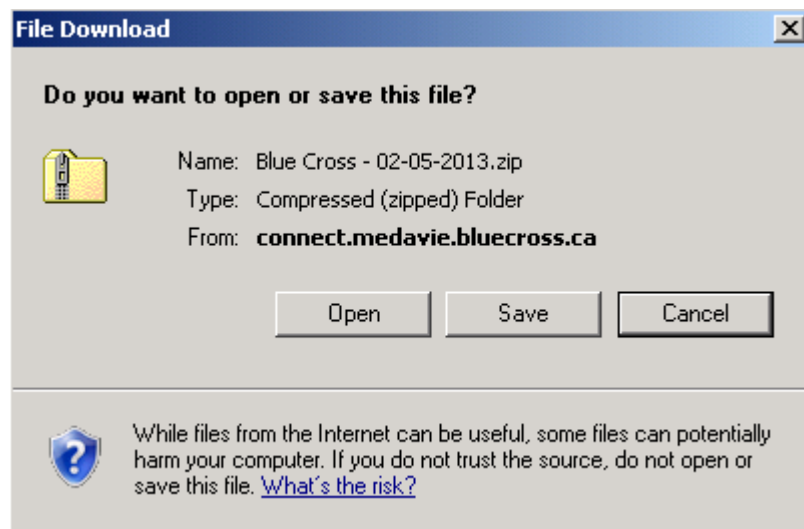 File Download
Do you want to open or save this file?
Name: Blue Cross - 02-05-2013.zip
Type: Compressed (zipped) Folder
From: connect.medavie.bluecross.ca
Open Save Cancel
While files from the Internet can be useful, some files can potentially
harm your computer. If you do not trust the source, do not open or
save this file. What's the risk?